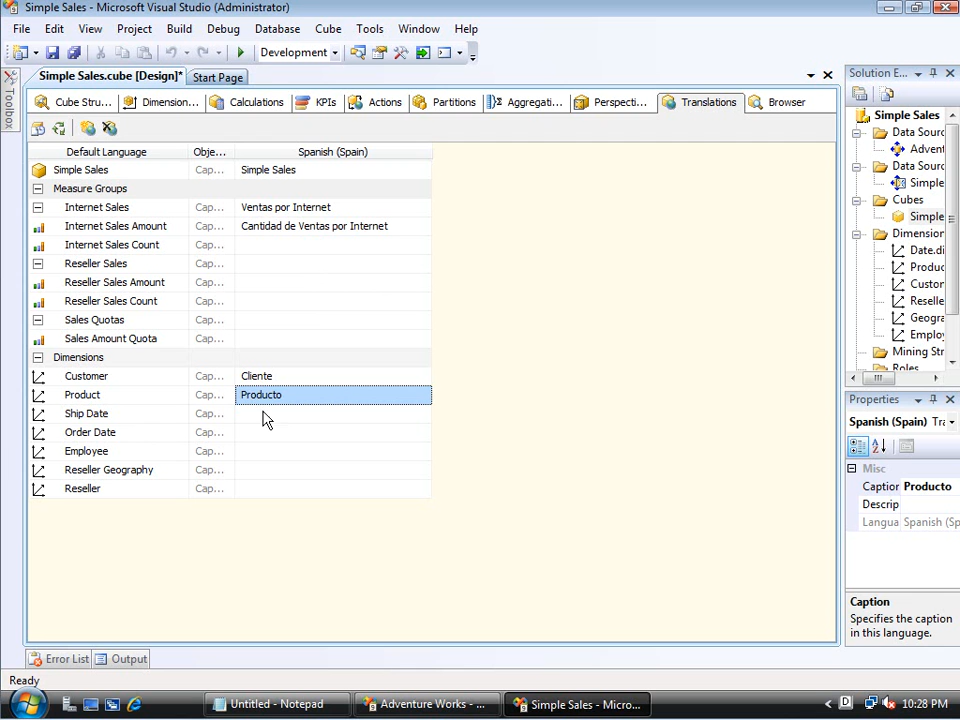 Simple Sales - Microsoft Visual Studio (Administrator)
File Edit View Project Build Debug Database Cube Tools Window Help
Development
Simple Sales.cube [Design]* Start Page
Cube Stru... Dimension... Calculations KPIs Actions Partitions Aggregati... Perspecti... Translations Browser
Toolbox
Default Language Obje... Spanish (Spain)
Simple Sales Cap... Simple Sales
Measure Groups
Internet Sales Cap... Ventas por Internet
Internet Sales Amount Cap... Cantidad de Ventas por Internet
Internet Sales Count Cap...
Reseller Sales Cap...
Reseller Sales Amount Cap...
Reseller Sales Count Cap...
Sales Quotas Cap...
Sales Amount Quota Cap...
Dimensions
Customer Cap... Cliente
Product Cap... Producto
Ship Date Cap...
Order Date Cap...
Employee Cap...
Reseller Geography Cap...
Reseller Cap...
Solution E...
Simple Sales
Data Sourc
Advent
Data Sourc
Simple
Cubes
Simple
Dimension
Date.di
Produc
Custor
Reselle
Geogra
Employ
Mining Str
Roles
Properties
Spanish (Spain) Tra
Misc
Caption Producto
Descrip
Langua Spanish (S
Caption
Specifies the caption
in this language.
Error List Output
Ready
Untitled - Notepad Adventure Works - ... Simple Sales - Micro... D 10:28 PM